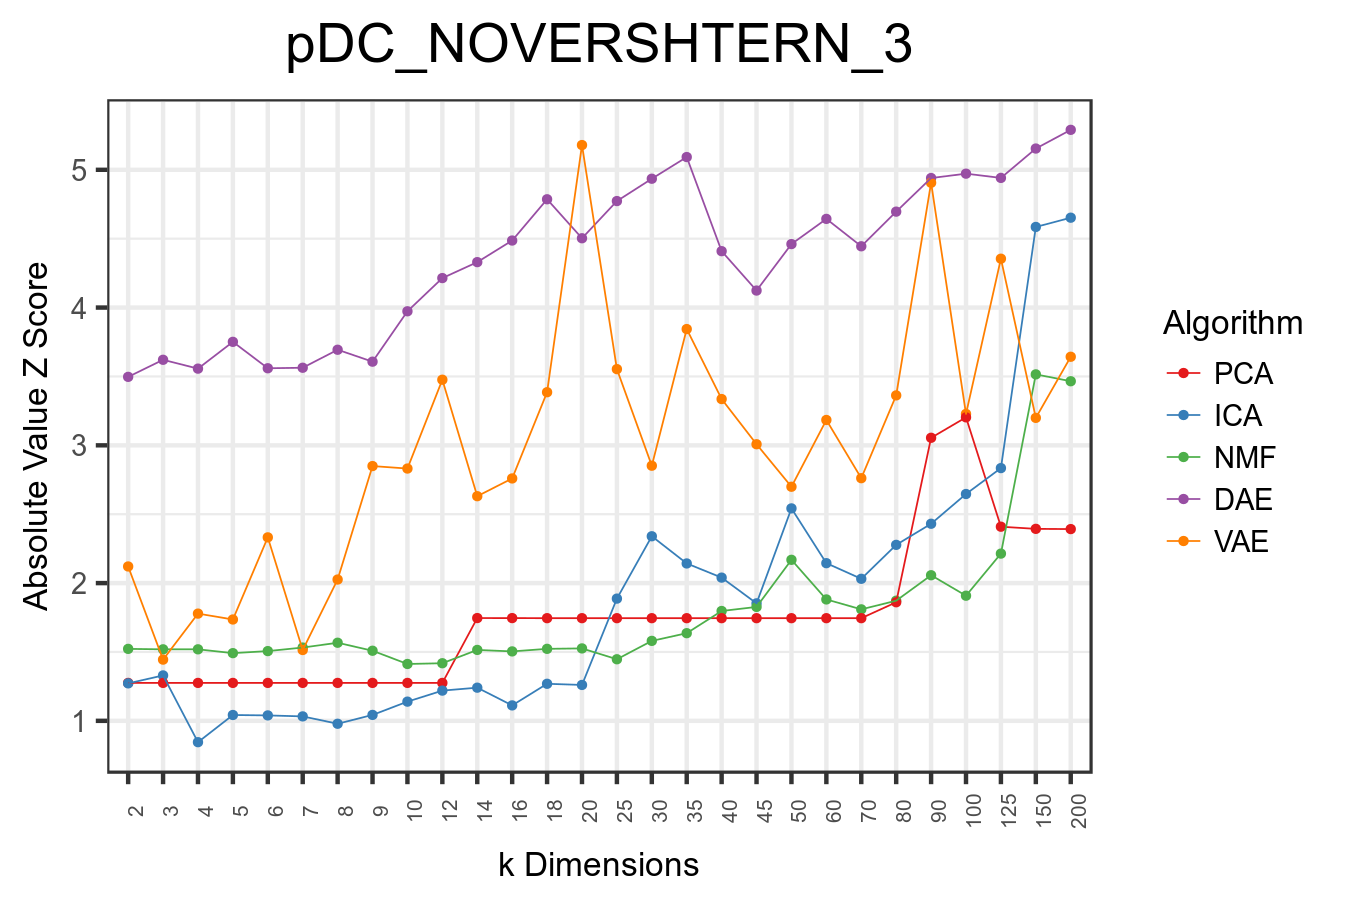 pDC_NOVERSHTERN_3
Absolute Value Z Score
5
4
3
2
1
2 3 4 5 6 7 8 9 10 12 14 16 18 20 25 30 35 40 45 50 60 70 80 90 100 125 150 200
k Dimensions
Algorithm
PCA
ICA
NMF
DAE
VAE